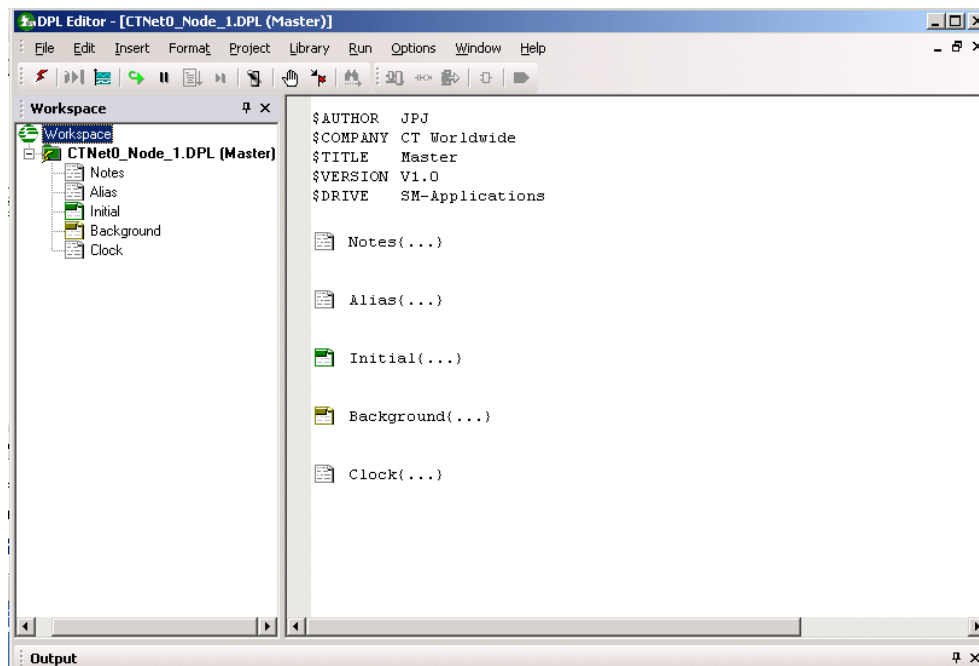 DPL Editor - [CTNet0_Node_1.DPL (Master)]
File Edit Insert Format Project Library Run Options Window Help
Workspace
Workspace
CTNet0_Node_1.DPL (Master)
Notes
Alias
Initial
Background
Clock
$AUTHOR JPJ
$COMPANY CT Worldwide
$TITLE Master
$VERSION V1.0
$DRIVE SM-Applications
Notes{...}
Alias{...}
Initial{...}
Background{...}
Clock{...}
Output